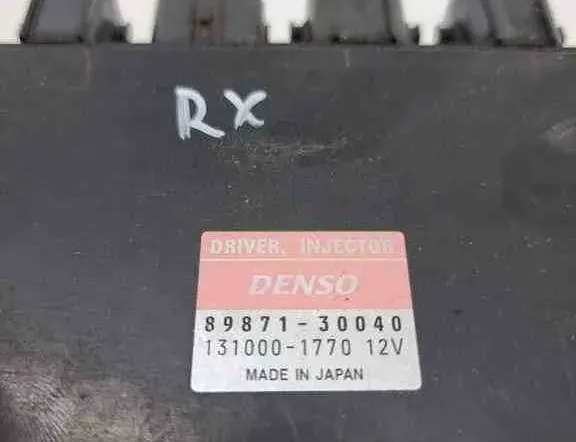 RX
DRIVER, INJECTOR
DENSO
89871-30040
131000-1770 12V
MADE IN JAPAN